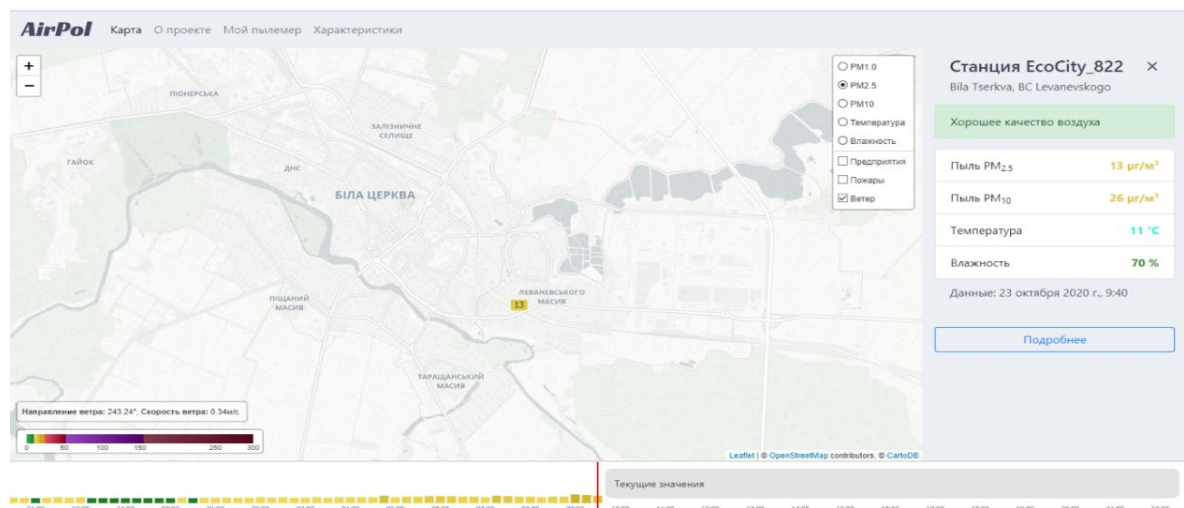 AirPol Карта О проекте Мой пылемер Характеристики
+
−
ПІОНЕРСЬКА
ЗАЛІЗНИЧНЕ
СЕЛИЩЕ
ГАЙОК
ДНС
БІЛА ЦЕРКВА
ПІЩАНИЙ
МАСИВ
ЛЕВАНЕВСЬКОГО
МАСИВ
13
ТАРАЩАНСЬКИЙ
МАСИВ
PM1.0
PM2.5
PM10
Температура
Влажность
Предприятия
Пожары
Ветер
Направление ветра: 243.24°, Скорость ветра: 0.34м/с
0 50 100 150 250 300
Leaflet | © OpenStreetMap contributors, © CartoDB
Станция EcoCity_822 ×
Bila Tserkva, BC Levanevskogo
Хорошее качество воздуха
Пыль PM2.5 13 µг/м³
Пыль PM10 26 µг/м³
Температура 11 °C
Влажность 70 %
Данные: 23 октября 2020 г., 9:40
Подробнее
Текущие значения